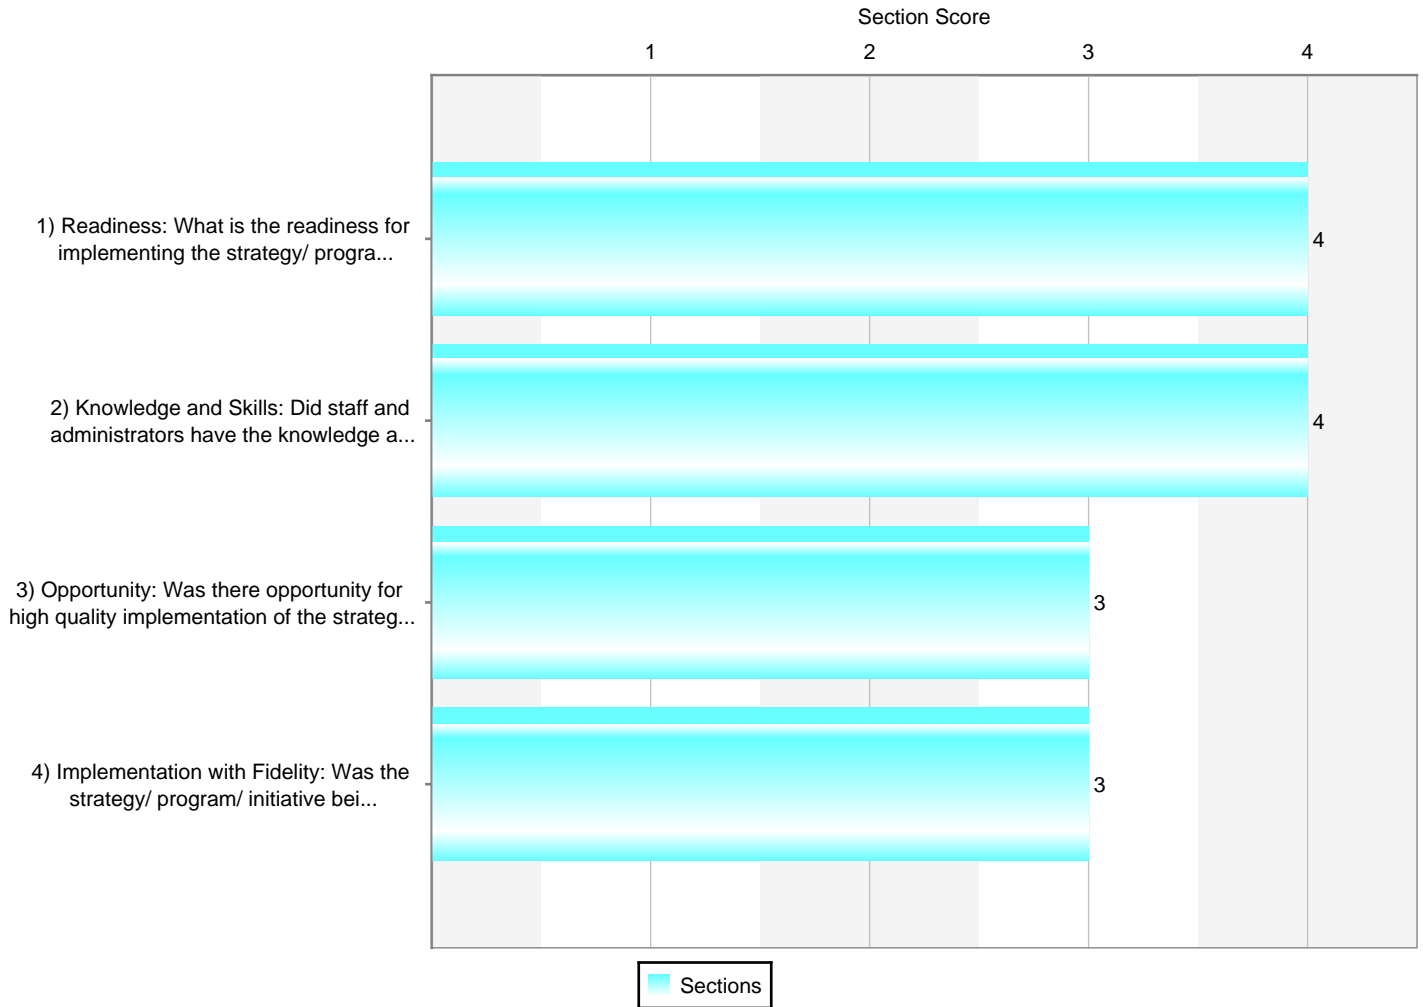 Section Score
1 2 3 4
1) Readiness: What is the readiness for
implementing the strategy/ progra...
4
2) Knowledge and Skills: Did staff and
administrators have the knowledge a...
4
3) Opportunity: Was there opportunity for
high quality implementation of the strateg...
3
4) Implementation with Fidelity: Was the
strategy/ program/ initiative bei...
3
Sections